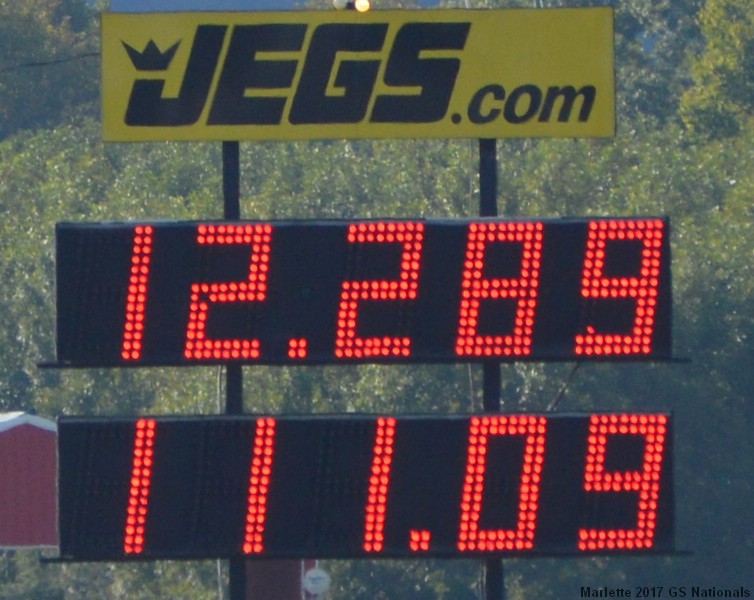 JEGS.com
12.289
111.09
Marlette 2017 GS Nationals